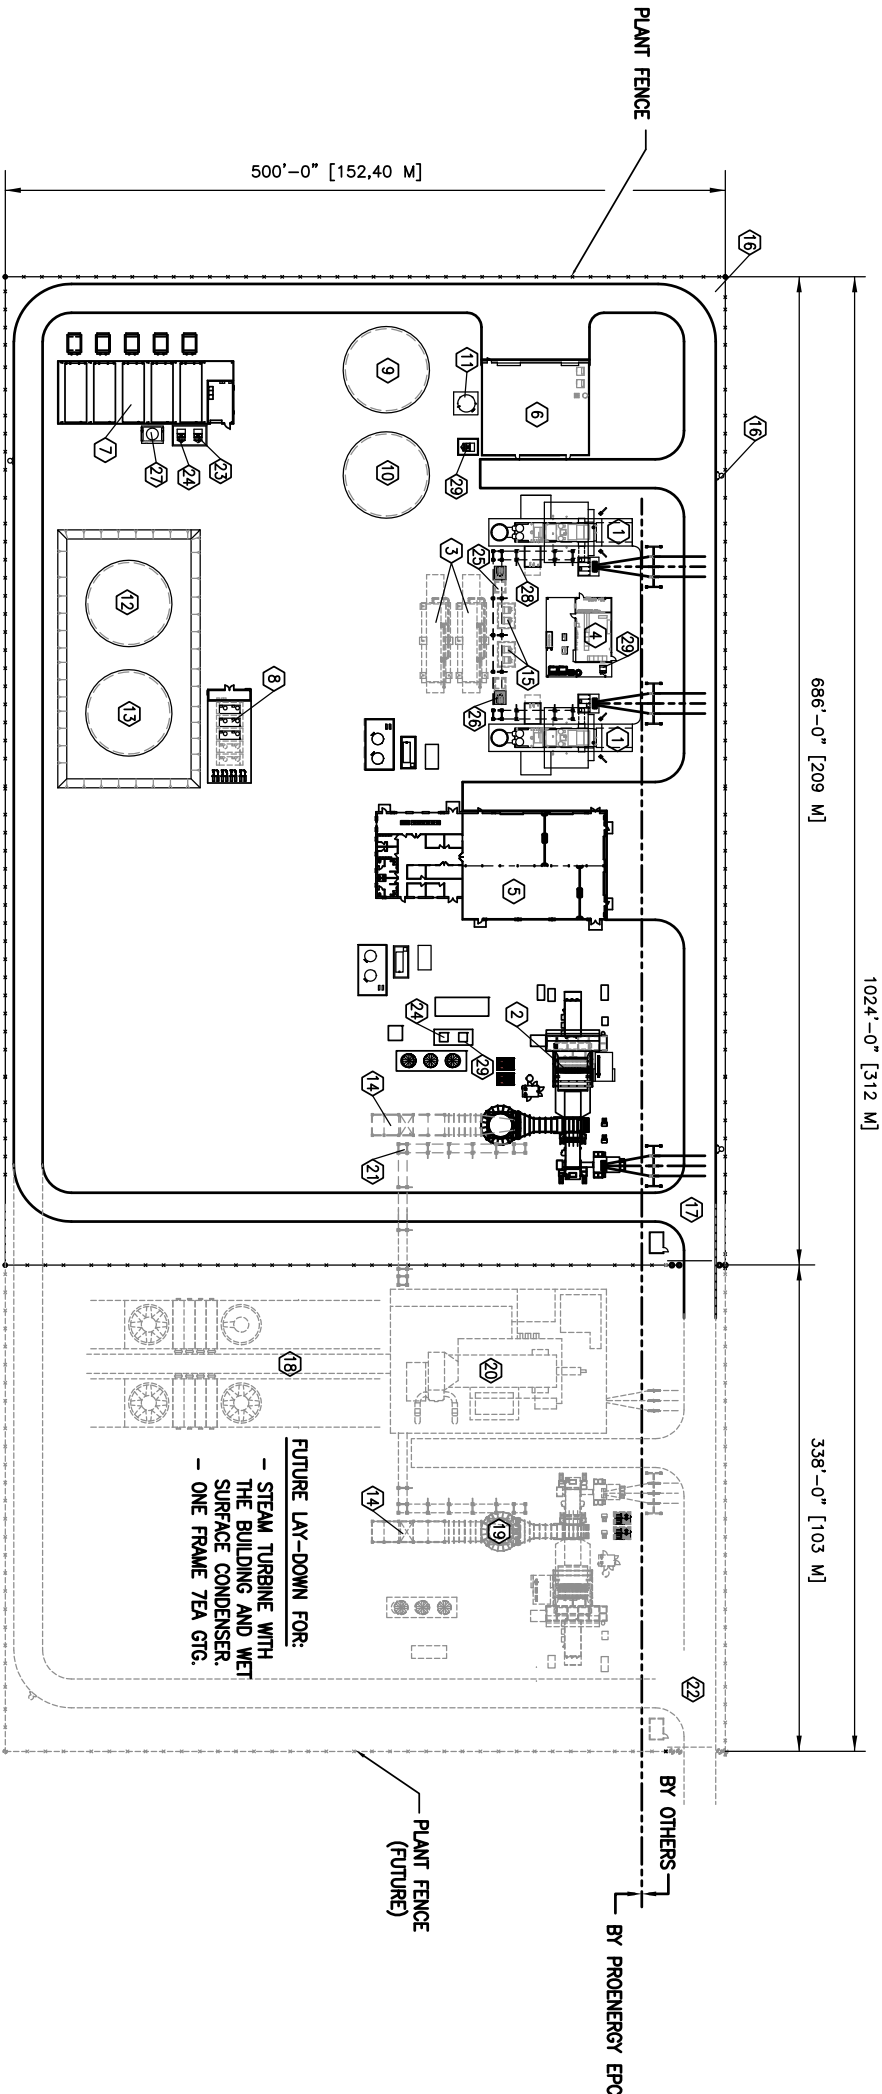 PLANT FENCE
500'-0" [152,40 M]
686'-0" [209 M]
1024'-0" [312 M]
338'-0" [103 M]
16
16
9
11
6
10
29
7
27
24
23
1
3
25
28
15
4
29
26
1
12
13
8
5
2
24
29
14
21
17
18
20
14
19
22
FUTURE LAY-DOWN FOR:
- STEAM TURBINE WITH
THE BUILDING AND WET
SURFACE CONDENSER.
- ONE FRAME 7EA GTG.
PLANT FENCE
(FUTURE)
BY OTHERS
BY PROENERGY EPC